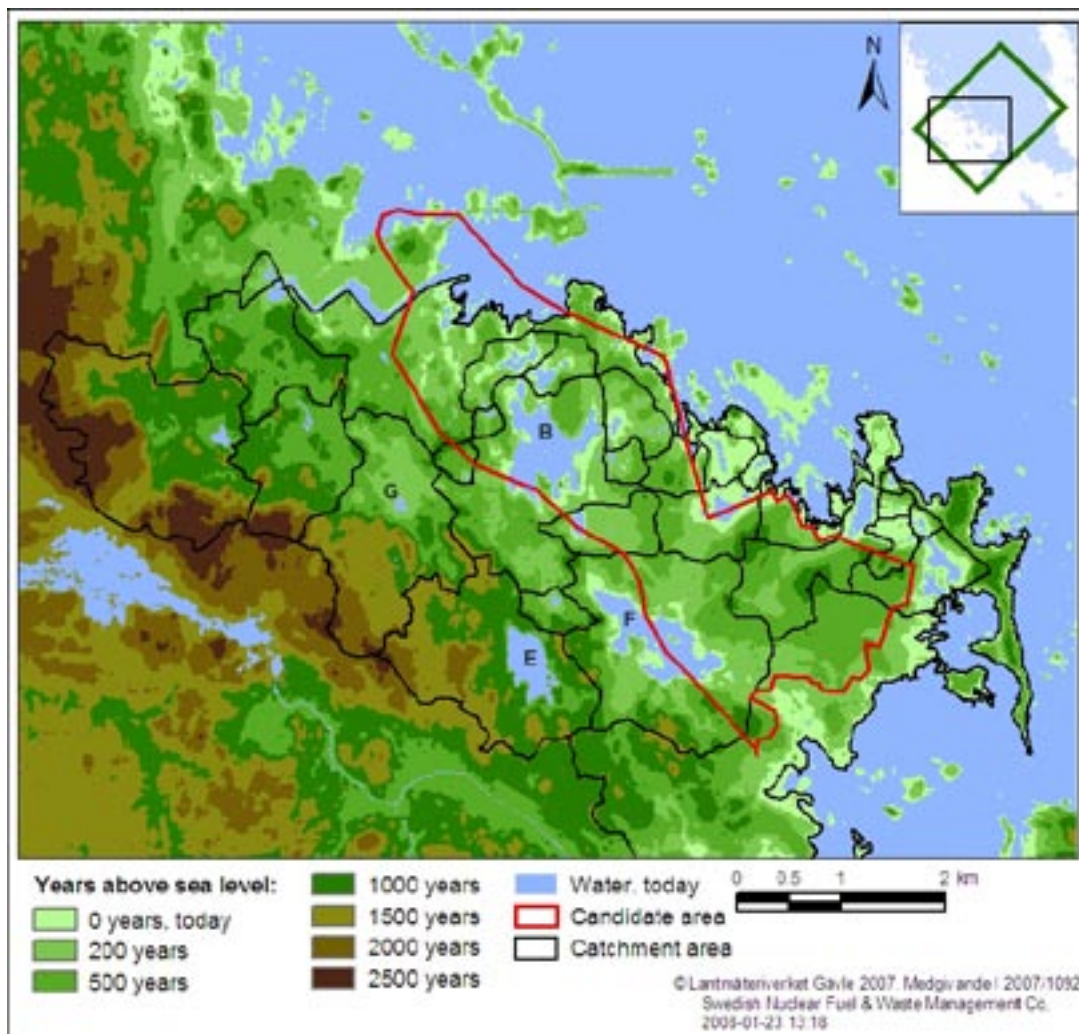 N
B
G
F
E
Years above sea level:
0 years, today
200 years
500 years
1000 years
1500 years
2000 years
2500 years
Water, today
Candidate area
Catchment area
0 0.5 1 2 km
©Lantmäteriverket Gävle 2007. Medgivande I 2007/1092
Swedish Nuclear Fuel & Waste Management Co.
2008-01-23 13:18